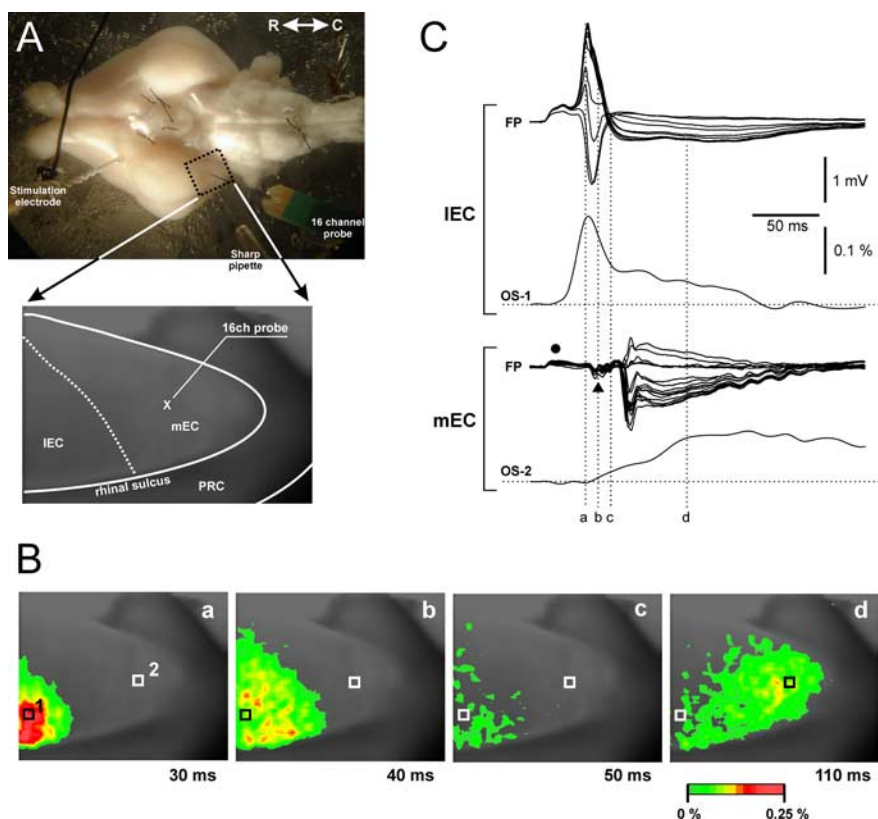 A
R C
Stimulation
electrode
16 channel
probe
Sharp
pipette
16ch probe
X
mEC
lEC
rhinal sulcus
PRC
C
FP
lEC
1 mV
50 ms
0.1 %
OS-1
FP
mEC
OS-2
a b c d
B
a b c d
1 2
30 ms 40 ms 50 ms 110 ms
0 % 0.25 %